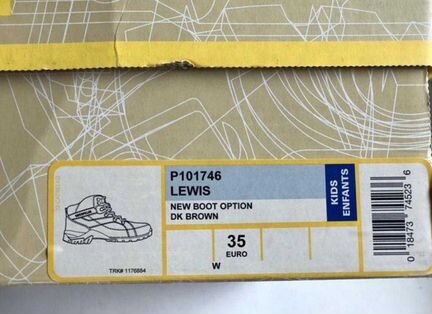 P101746
LEWIS
NEW BOOT OPTION
DK BROWN
KIDS
ENFANTS
35
EURO
W
TRK# 1176884
0 18473 74523 6